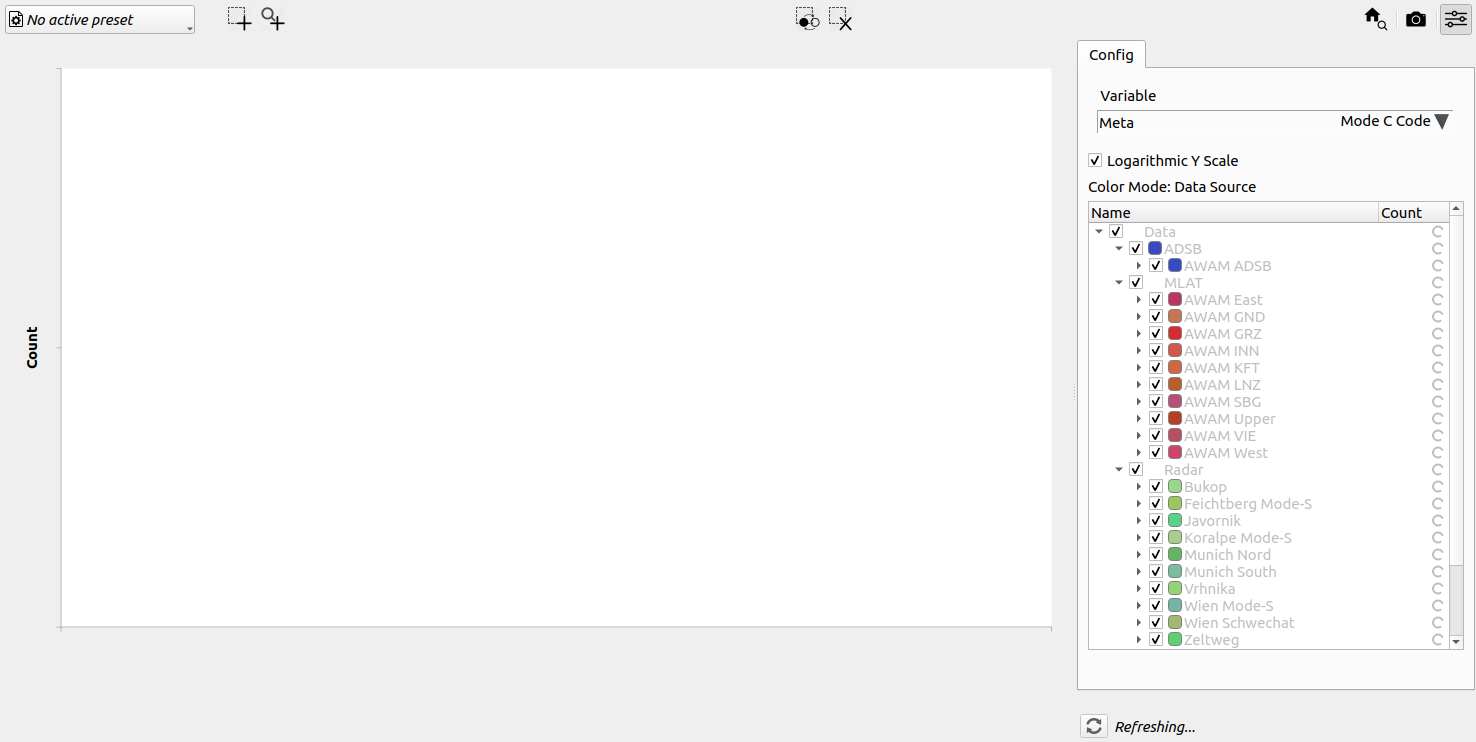 No active preset
Config
Variable
Meta Mode C Code
Logarithmic Y Scale
Color Mode: Data Source
Name Count
Data
ADSB
AWAM ADSB
MLAT
AWAM East
AWAM GND
AWAM GRZ
AWAM INN
AWAM KFT
AWAM LNZ
AWAM SBG
AWAM Upper
AWAM VIE
AWAM West
Radar
Bukop
Feichtberg Mode-S
Javornik
Koralpe Mode-S
Munich Nord
Munich South
Vrhnika
Wien Mode-S
Wien Schwechat
Zeltweg
Count
Refreshing...